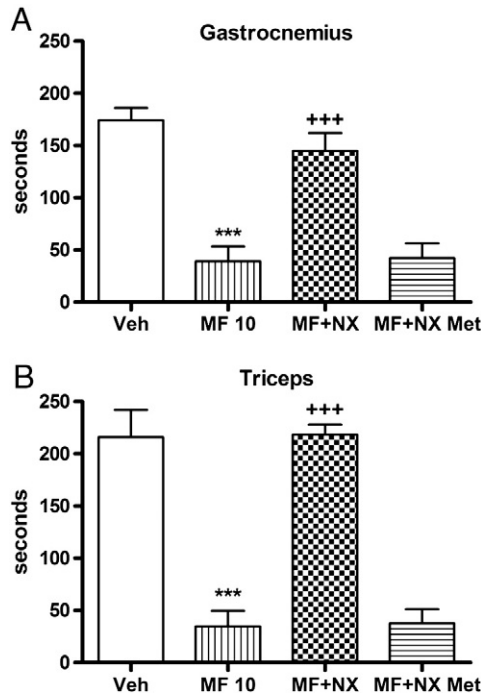 A
Gastrocnemius
250
200
150
100
50
0
seconds
***
+++
Veh MF 10 MF+NX MF+NX Met
B
Triceps
250
200
150
100
50
0
seconds
***
+++
Veh MF 10 MF+NX MF+NX Met